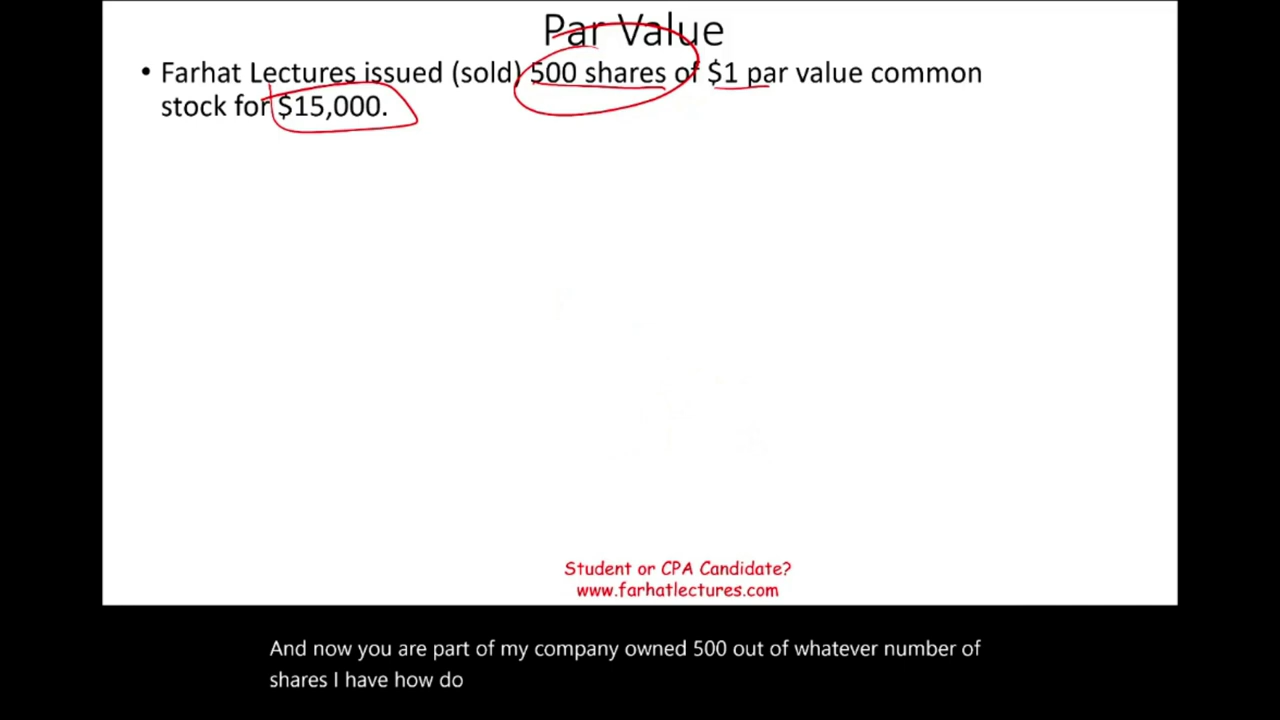 Par Value
• Farhat Lectures issued (sold) 500 shares of $1 par value common
stock for $15,000.
Student or CPA Candidate?
www.farhatlectures.com
And now you are part of my company owned 500 out of whatever number of
shares I have how do